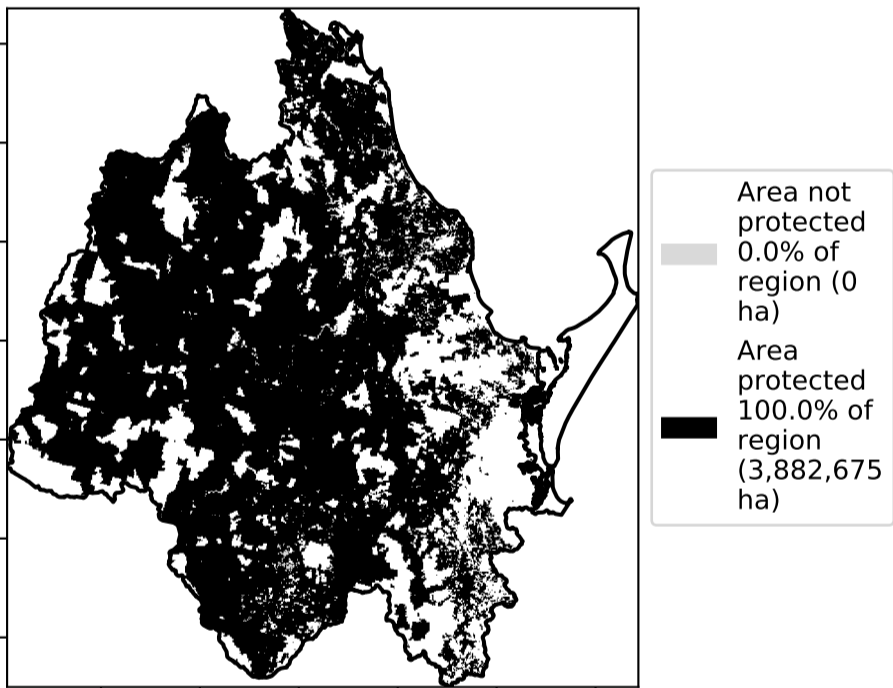 Area not
protected
0.0% of
region (0
ha)
Area
protected
100.0% of
region
(3,882,675
ha)